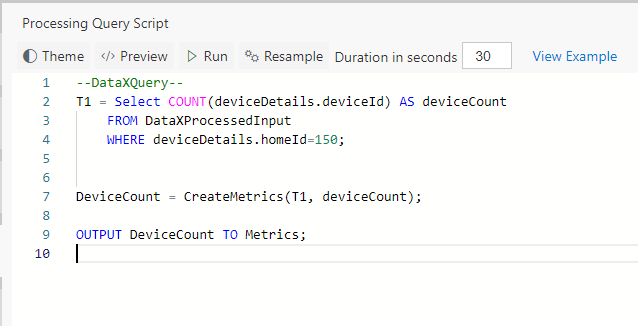 Processing Query Script
Theme </> Preview Run Resample Duration in seconds 30 View Example
1 --DataXQuery--
2 T1 = Select COUNT(deviceDetails.deviceId) AS deviceCount
3 FROM DataXProcessedInput
4 WHERE deviceDetails.homeId=150;
5
6
7 DeviceCount = CreateMetrics(T1, deviceCount);
8
9 OUTPUT DeviceCount TO Metrics;
10